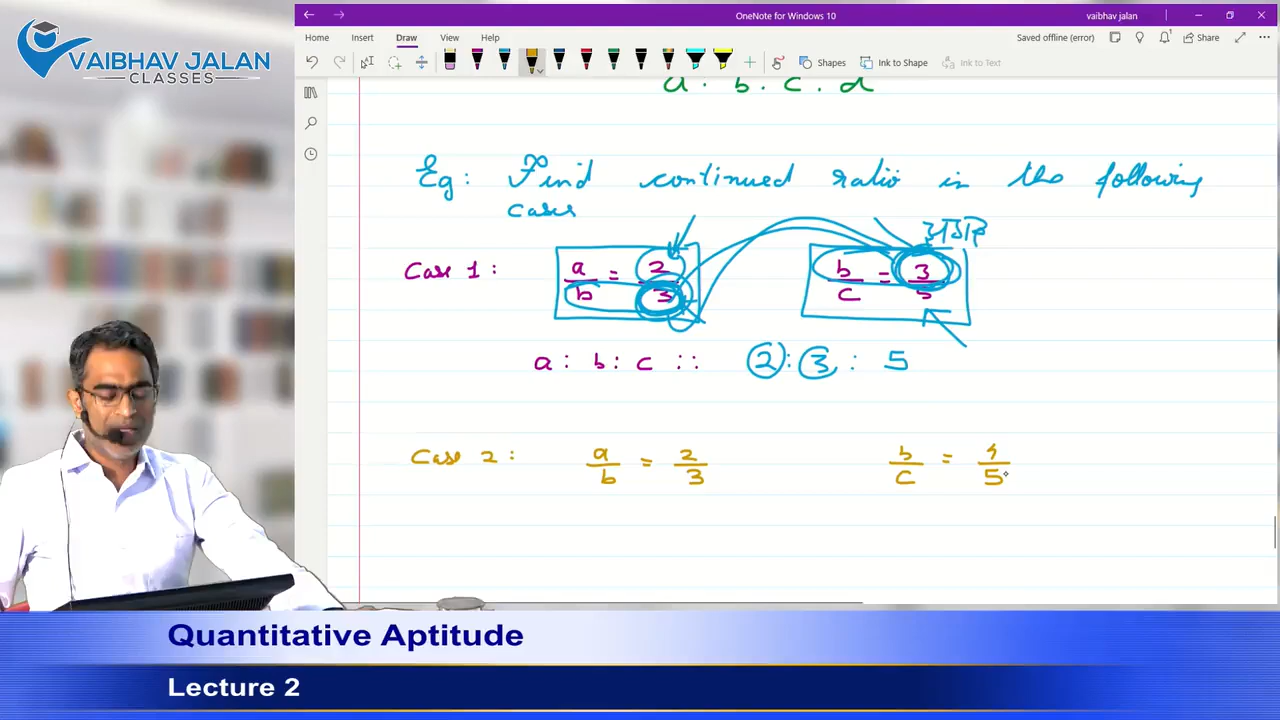 VAIBHAV JALAN
CLASSES
OneNote for Windows 10
vaibhav jalan
Home Insert Draw View Help
Saved offline (error)
Share
Shapes
Ink to Shape
Ink to Text
a : b : c : d
Eg: Find continued ratio in the following
cases
Case 1: a/b = 2/3 b/c = 3/5
a : b : c :: 2 : 3 : 5
Case 2: a/b = 2/3 b/c = 4/5
Quantitative Aptitude
Lecture 2